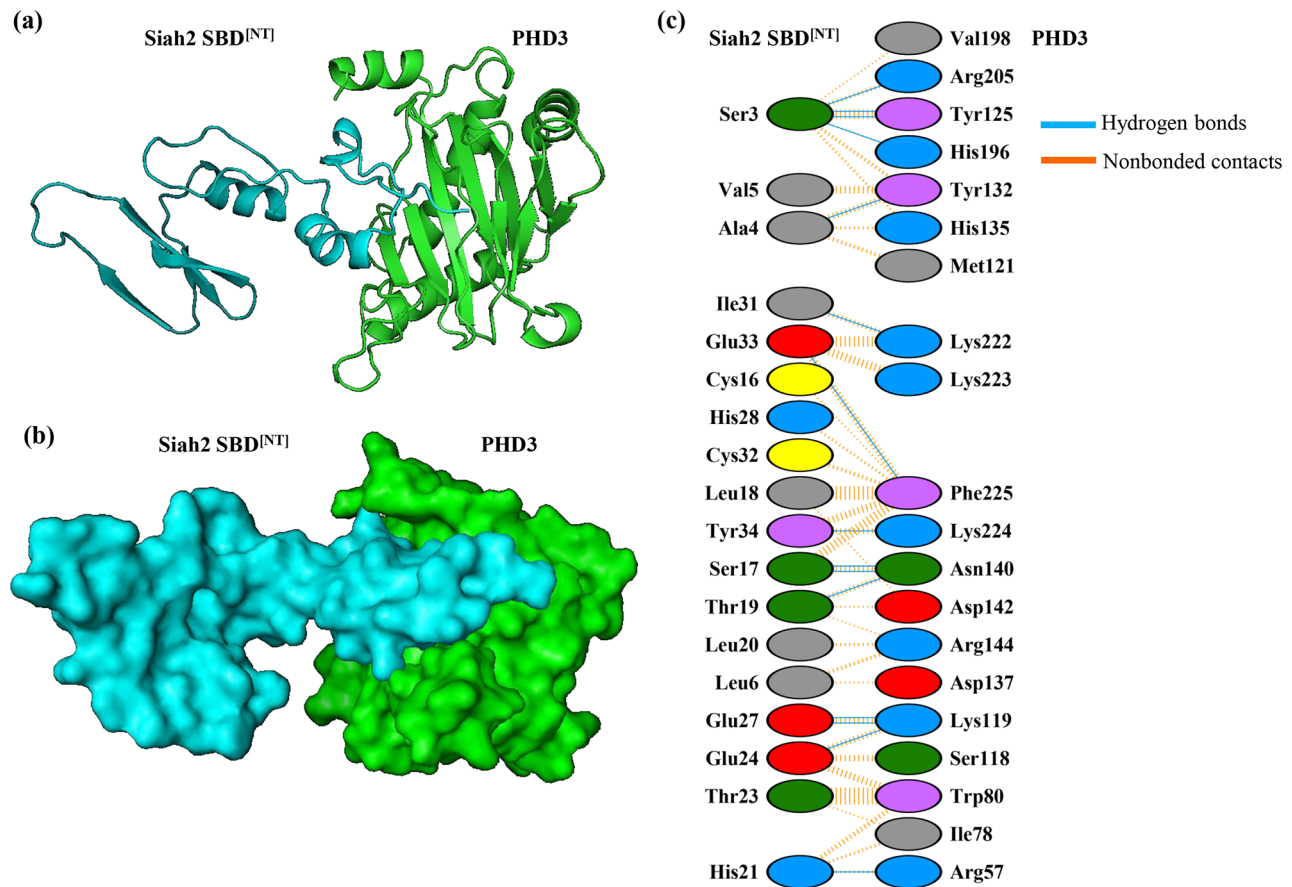 (a)
Siah2 SBD[NT]
PHD3
(b)
Siah2 SBD[NT]
PHD3
(c)
Siah2 SBD[NT]
Val198
PHD3
Arg205
Ser3
Tyr125
Hydrogen bonds
His196
Nonbonded contacts
Val5
Tyr132
Ala4
His135
Met121
Ile31
Glu33
Lys222
Cys16
Lys223
His28
Cys32
Leu18
Phe225
Tyr34
Lys224
Ser17
Asn140
Thr19
Asp142
Leu20
Arg144
Leu6
Asp137
Glu27
Lys119
Glu24
Ser118
Thr23
Trp80
Ile78
His21
Arg57